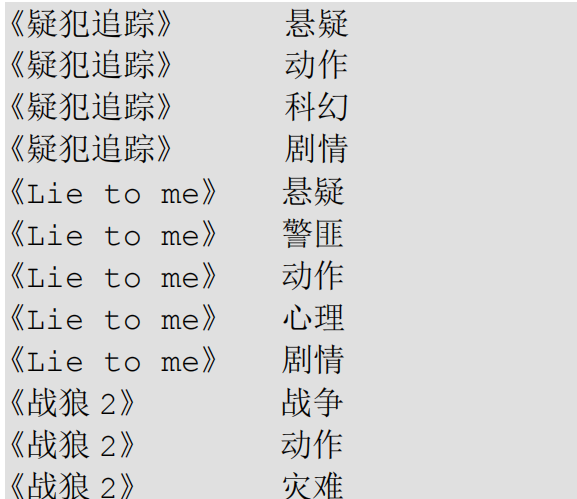 《疑犯追踪》 悬疑
《疑犯追踪》 动作
《疑犯追踪》 科幻
《疑犯追踪》 剧情
《Lie to me》 悬疑
《Lie to me》 警匪
《Lie to me》 动作
《Lie to me》 心理
《Lie to me》 剧情
《战狼 2》 战争
《战狼 2》 动作
《战狼 2》 灾难